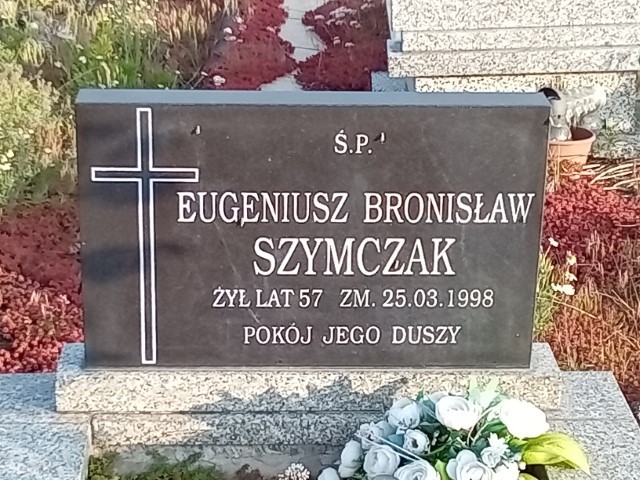 Ś.P.
EUGENIUSZ BRONISŁAW
SZYMCZAK
ŻYŁ LAT 57 ZM. 25.03.1998
POKÓJ JEGO DUSZY